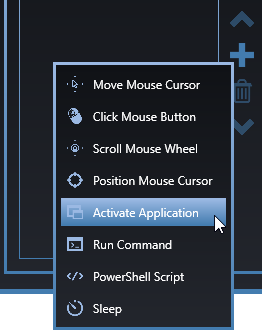 Move Mouse Cursor
Click Mouse Button
Scroll Mouse Wheel
Position Mouse Cursor
Activate Application
Run Command
PowerShell Script
Sleep